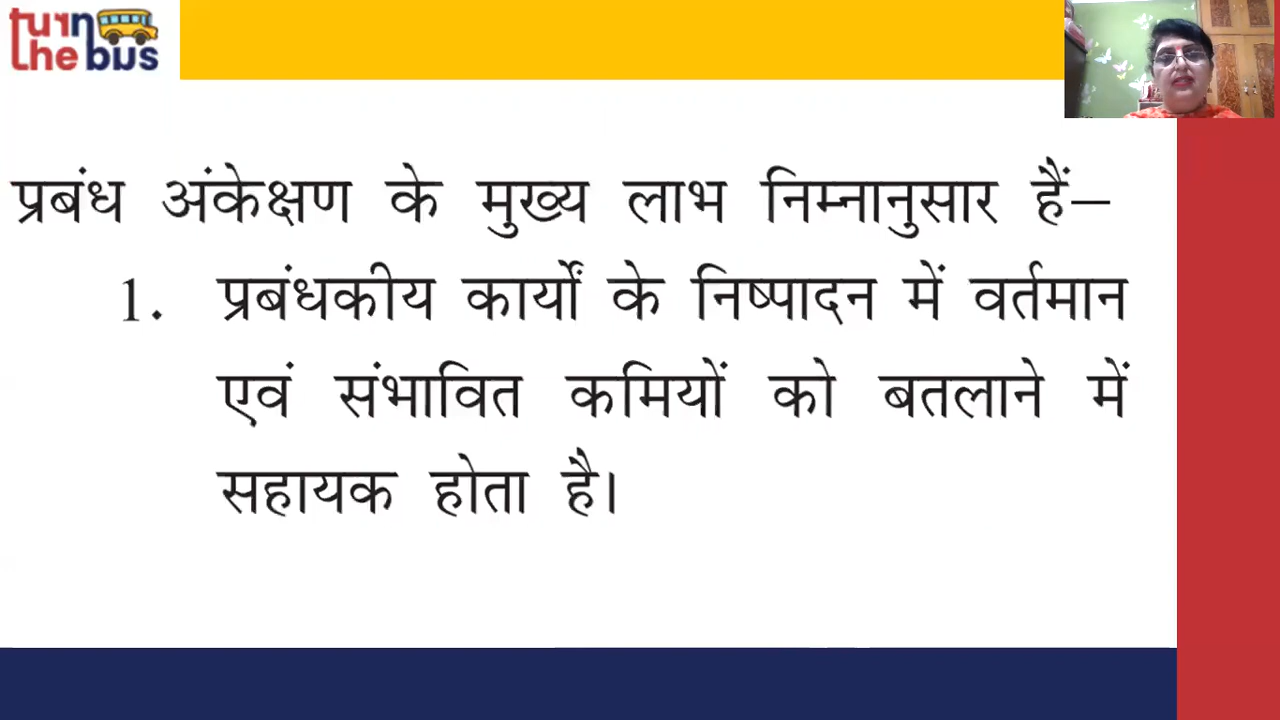 turn
the bus
प्रबंध अंकेक्षण के मुख्य लाभ निम्नानुसार हैं–
1. प्रबंधकीय कार्यों के निष्पादन में वर्तमान
एवं संभावित कमियों को बतलाने में
सहायक होता है।